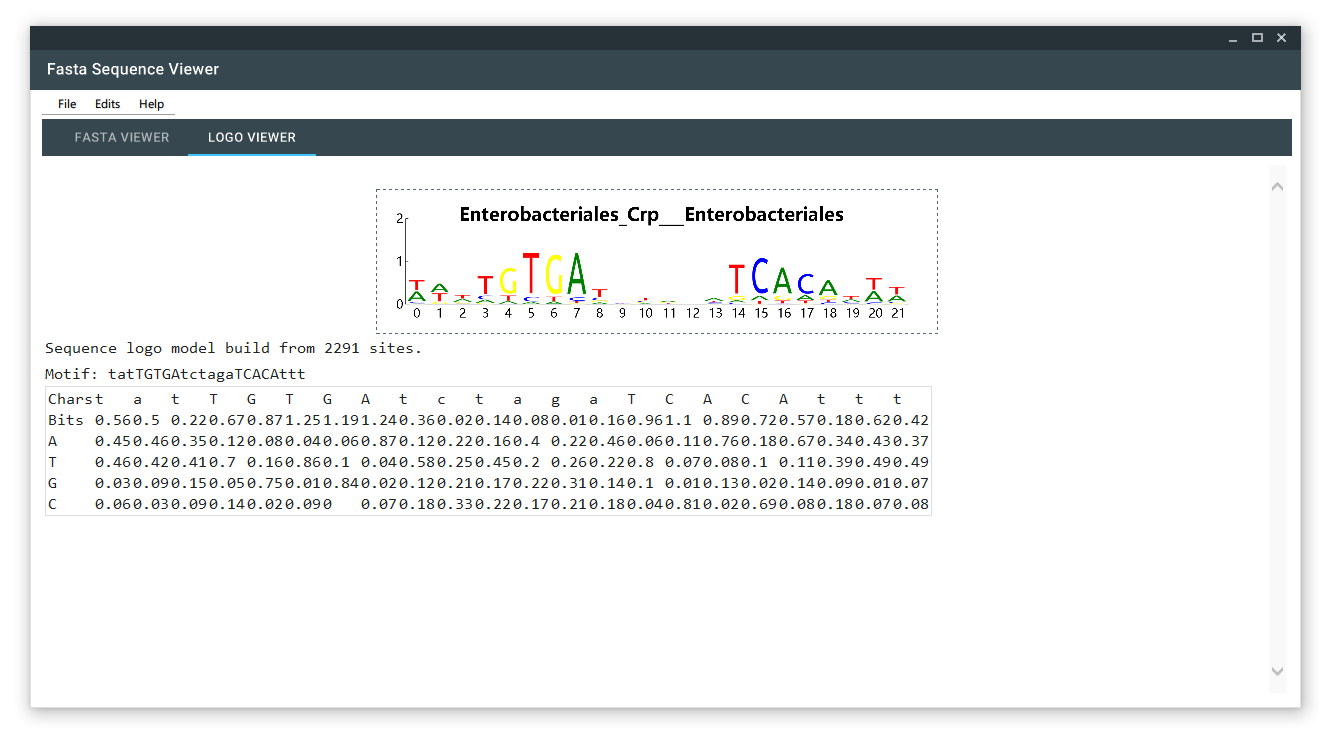 Fasta Sequence Viewer
File Edits Help
FASTA VIEWER LOGO VIEWER
Enterobacteriales_Crp___Enterobacteriales
2
1
0
0 1 2 3 4 5 6 7 8 9 10 11 12 13 14 15 16 17 18 19 20 21
Sequence logo model build from 2291 sites.
Motif: tatTGTGAtctagaTCACAttt
Chars t a t T G T G A t c t a g a T C A C A t t t
Bits 0.56 0.5 0.22 0.67 0.87 1.25 1.19 1.24 0.36 0.02 0.14 0.08 0.01 0.16 0.96 1.1 0.89 0.72 0.57 0.18 0.62 0.42
A 0.45 0.46 0.35 0.12 0.08 0.04 0.06 0.87 0.12 0.22 0.16 0.4 0.22 0.46 0.06 0.11 0.76 0.18 0.67 0.34 0.43 0.37
T 0.46 0.42 0.41 0.7 0.16 0.86 0.1 0.04 0.58 0.25 0.45 0.2 0.26 0.22 0.8 0.07 0.08 0.1 0.11 0.39 0.49 0.49
G 0.03 0.09 0.15 0.05 0.75 0.01 0.84 0.02 0.12 0.21 0.17 0.22 0.31 0.14 0.1 0.01 0.13 0.02 0.14 0.09 0.01 0.07
C 0.06 0.03 0.09 0.14 0.02 0.09 0 0.07 0.18 0.33 0.22 0.17 0.21 0.18 0.04 0.81 0.02 0.69 0.08 0.18 0.07 0.08